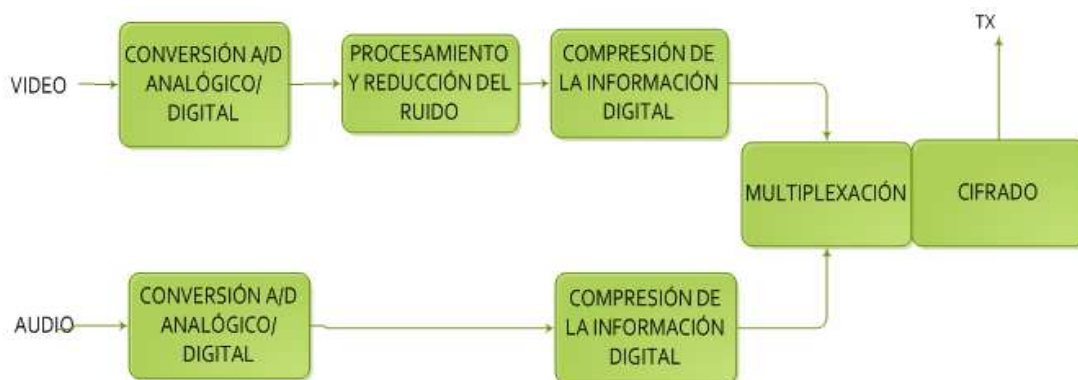 TX
VIDEO
CONVERSIÓN A/D
ANALÓGICO/
DIGITAL
PROCESAMIENTO
Y REDUCCIÓN DEL
RUIDO
COMPRESIÓN DE
LA INFORMACIÓN
DIGITAL
MULTIPLEXACIÓN
CIFRADO
AUDIO
CONVERSIÓN A/D
ANALÓGICO/
DIGITAL
COMPRESIÓN DE
LA INFORMACIÓN
DIGITAL